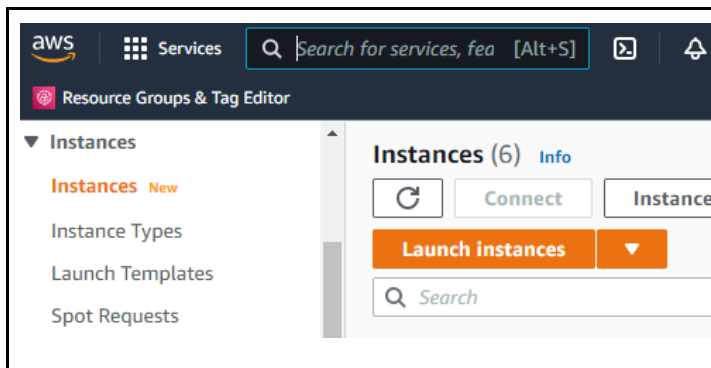 aws Services Search for services, fea [Alt+S]
Resource Groups & Tag Editor
Instances
Instances New
Instance Types
Launch Templates
Spot Requests
Instances (6) Info
Connect Instance
Launch instances
Search